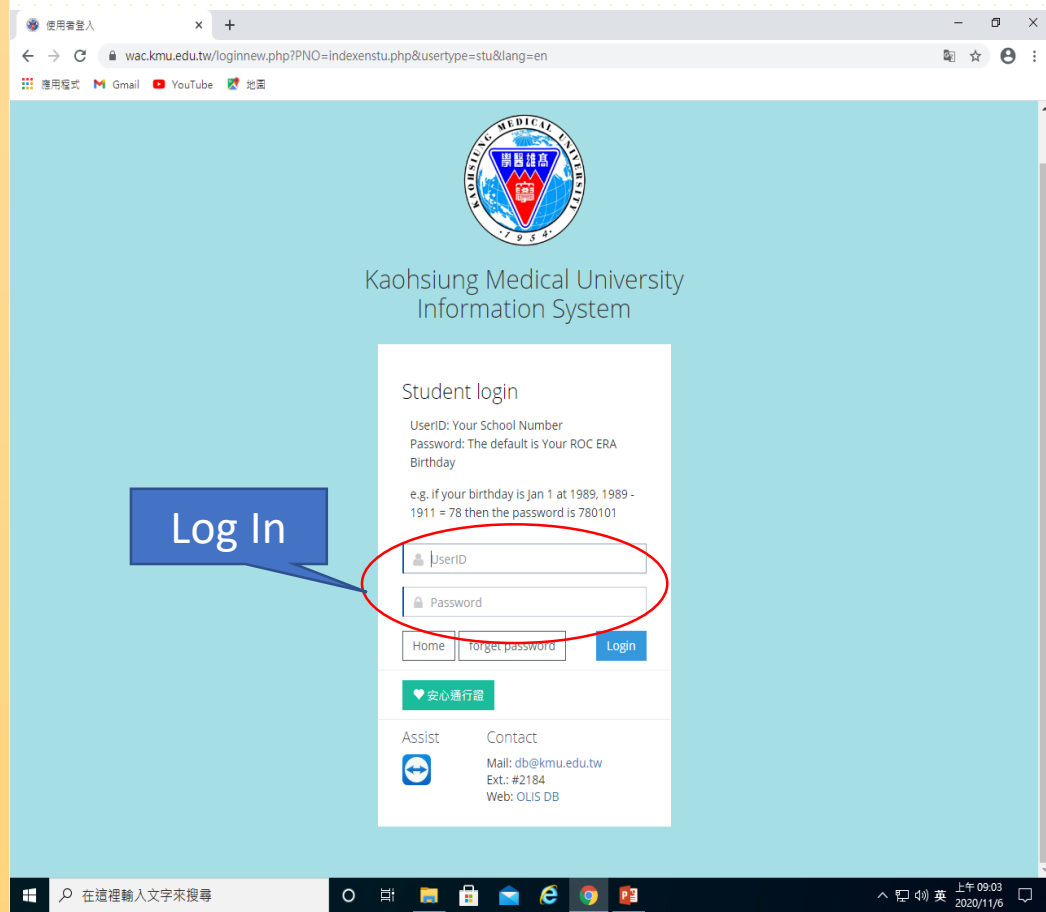 使用者登入
wac.kmu.edu.tw/loginnew.php?PNO=indexenstu.php&usertype=stu&lang=en
應用程式 Gmail YouTube 地圖
KAOHSIUNG MEDICAL UNIVERSITY
學醫雄高
1954
Kaohsiung Medical University
Information System
Student login
UserID: Your School Number
Password: The default is Your ROC ERA
Birthday
e.g. if your birthday is Jan 1 at 1989, 1989 -
1911 = 78 then the password is 780101
Log In
UserID
Password
Home forget password Login
安心通行證
Assist Contact
Mail: db@kmu.edu.tw
Ext.: #2184
Web: OLIS DB
在這裡輸入文字來搜尋
英 上午 09:03
2020/11/6